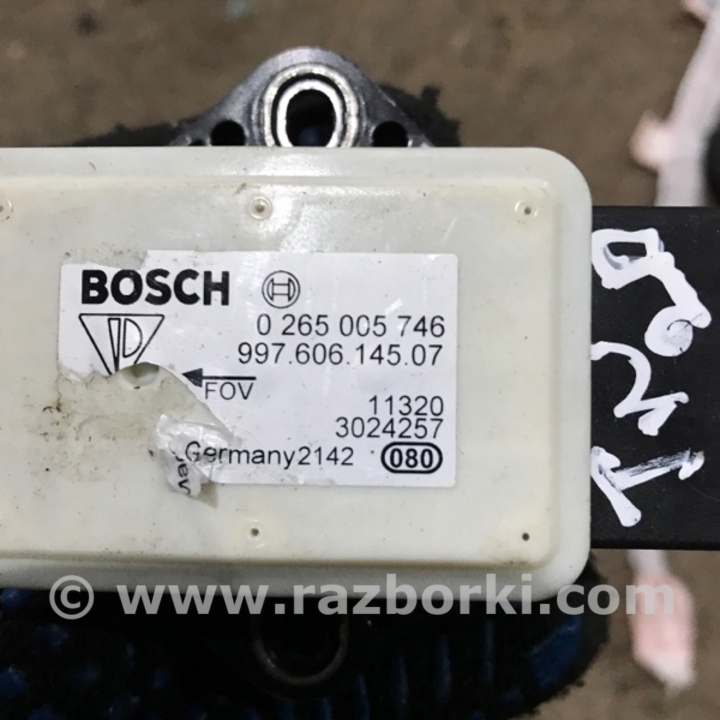 BOSCH
0 265 005 746
997.606.145.07
FOV
11320
3024257
Germany2142 080
© www.razborki.com